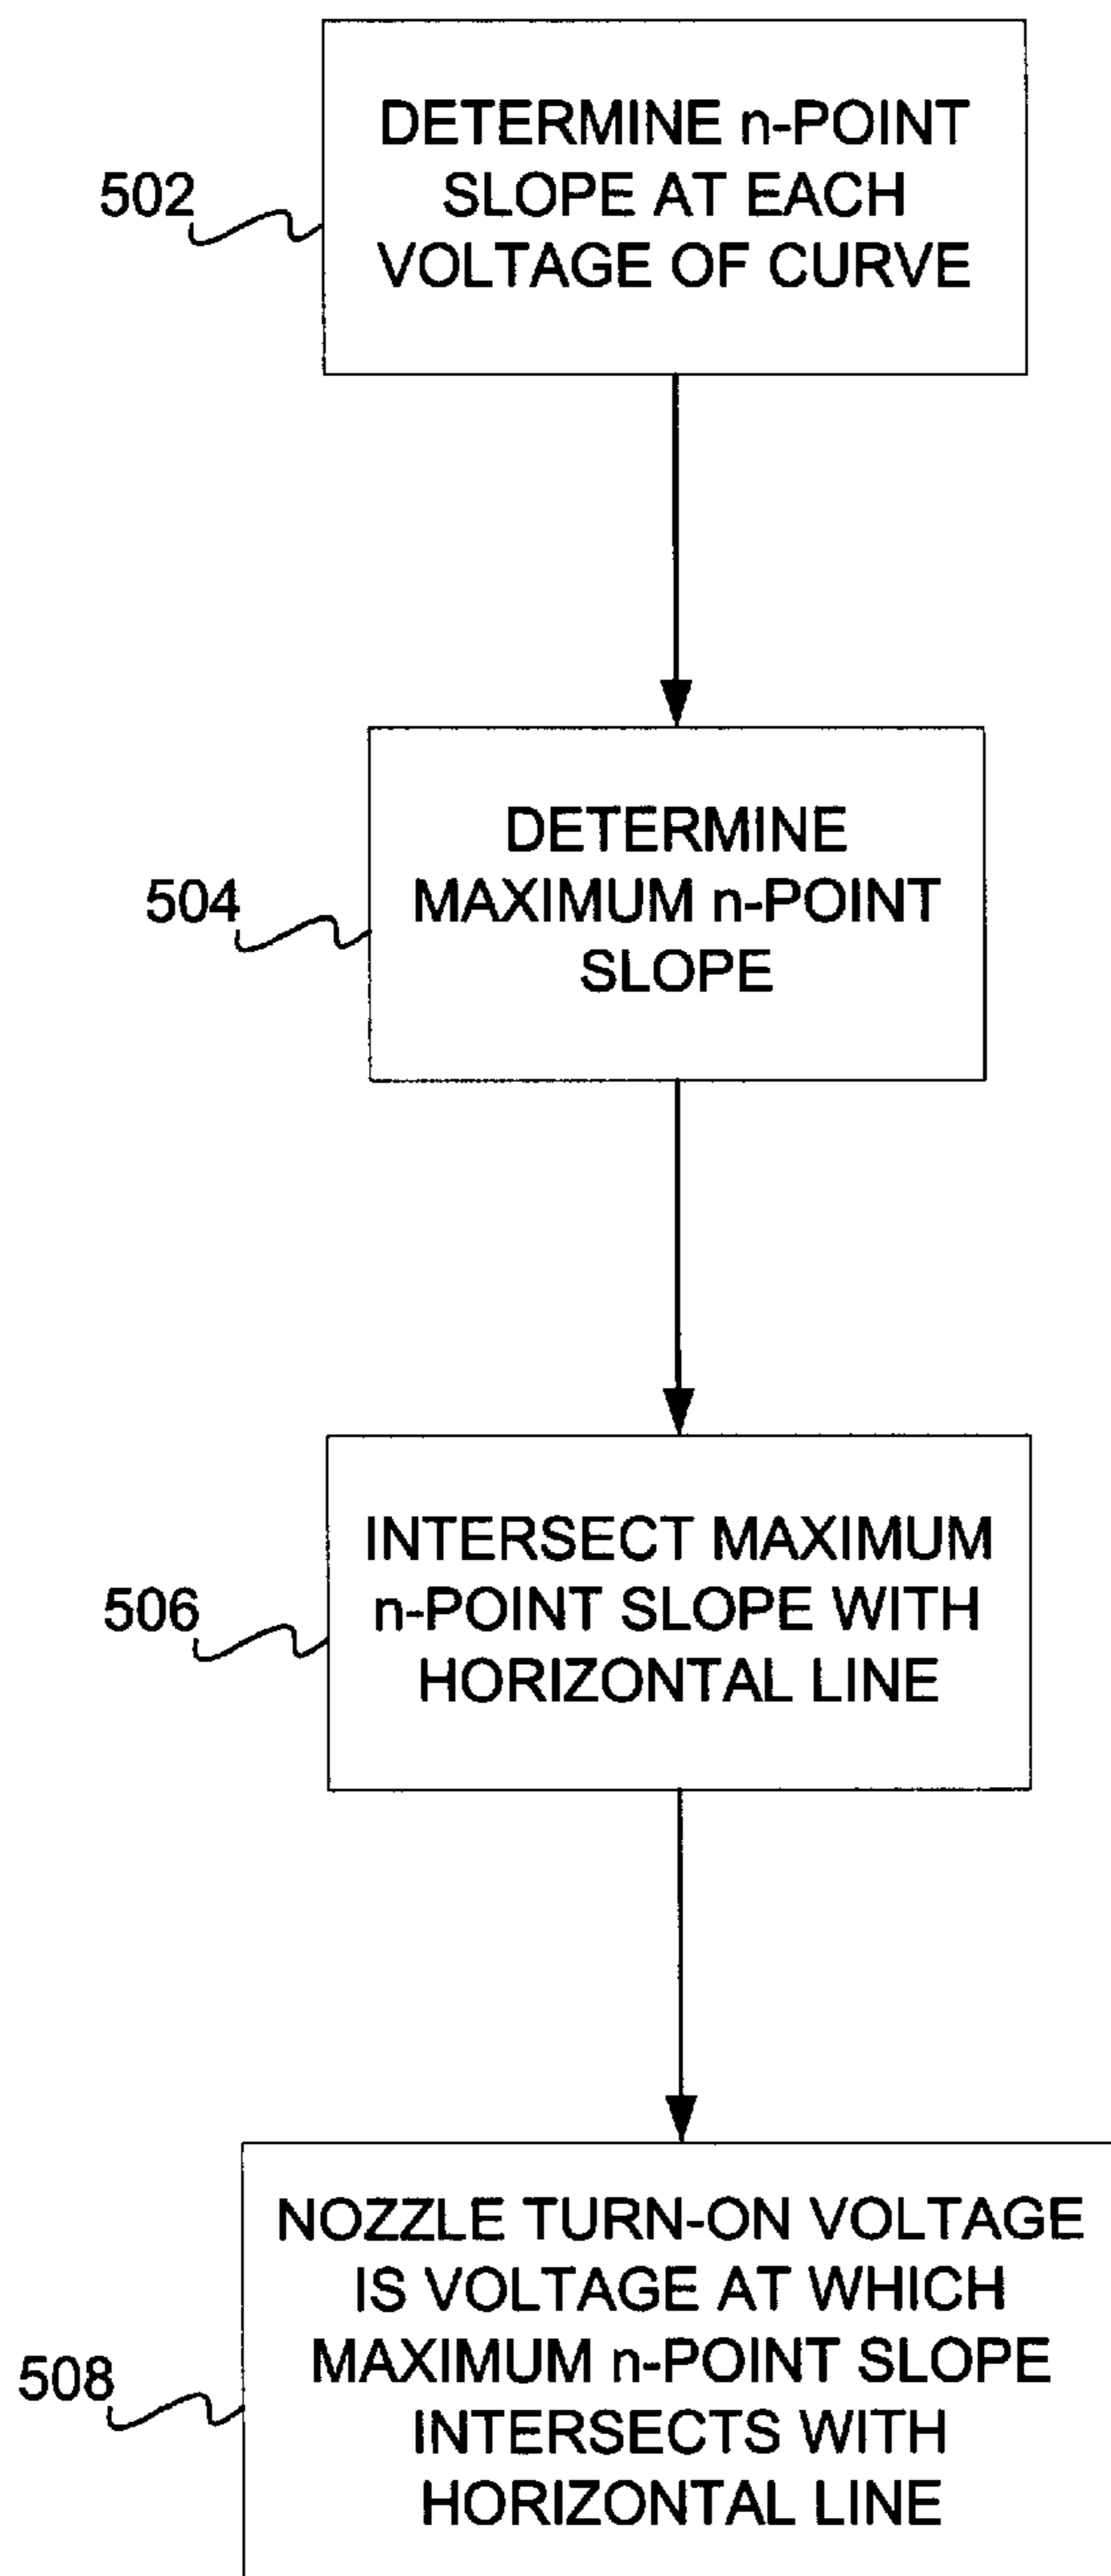 DETERMINE n-POINT
SLOPE AT EACH
VOLTAGE OF CURVE
502
DETERMINE
MAXIMUM n-POINT
SLOPE
504
INTERSECT MAXIMUM
n-POINT SLOPE WITH
HORIZONTAL LINE
506
NOZZLE TURN-ON VOLTAGE
IS VOLTAGE AT WHICH
MAXIMUM n-POINT SLOPE
INTERSECTS WITH
HORIZONTAL LINE
508